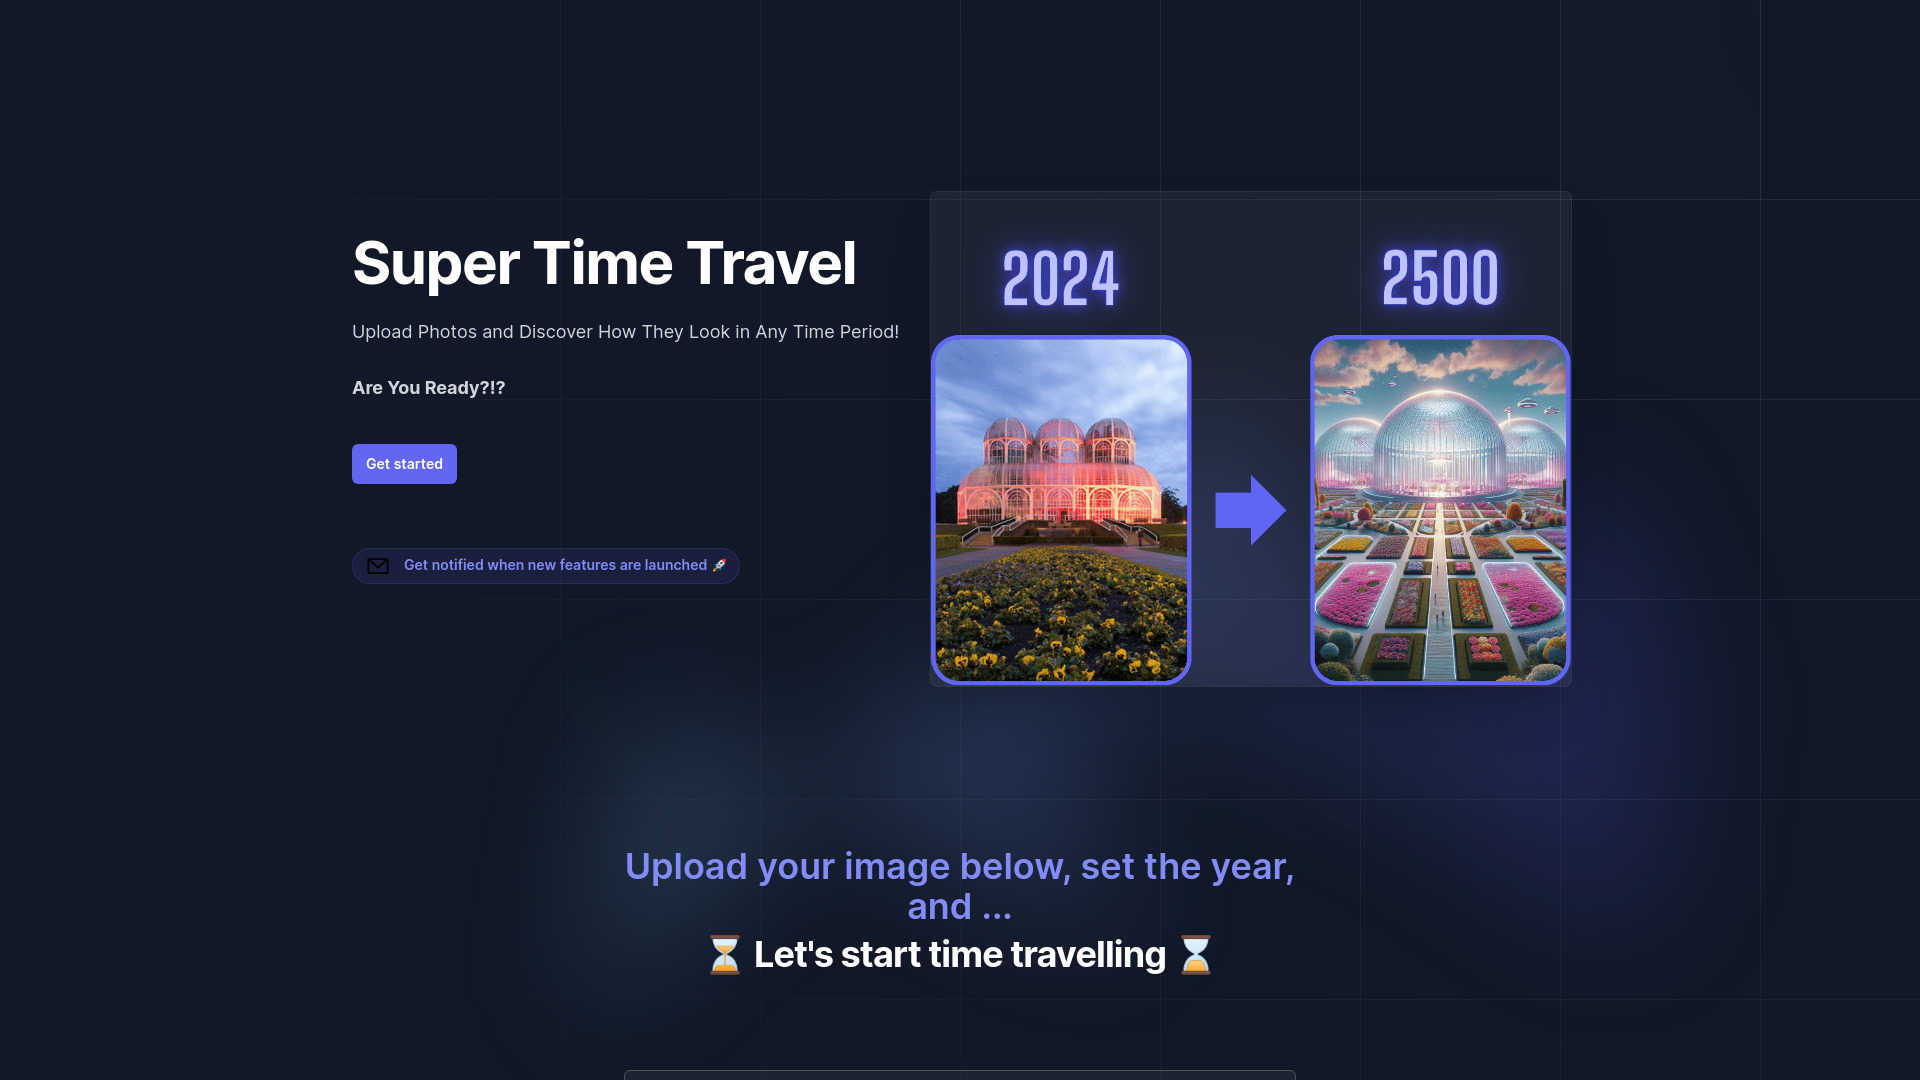 Super Time Travel
Upload Photos and Discover How They Look in Any Time Period!
Are You Ready?!?
Get started
Get notified when new features are launched 🚀
2024
2500
Upload your image below, set the year,
and ...
⏳ Let's start time travelling ⌛